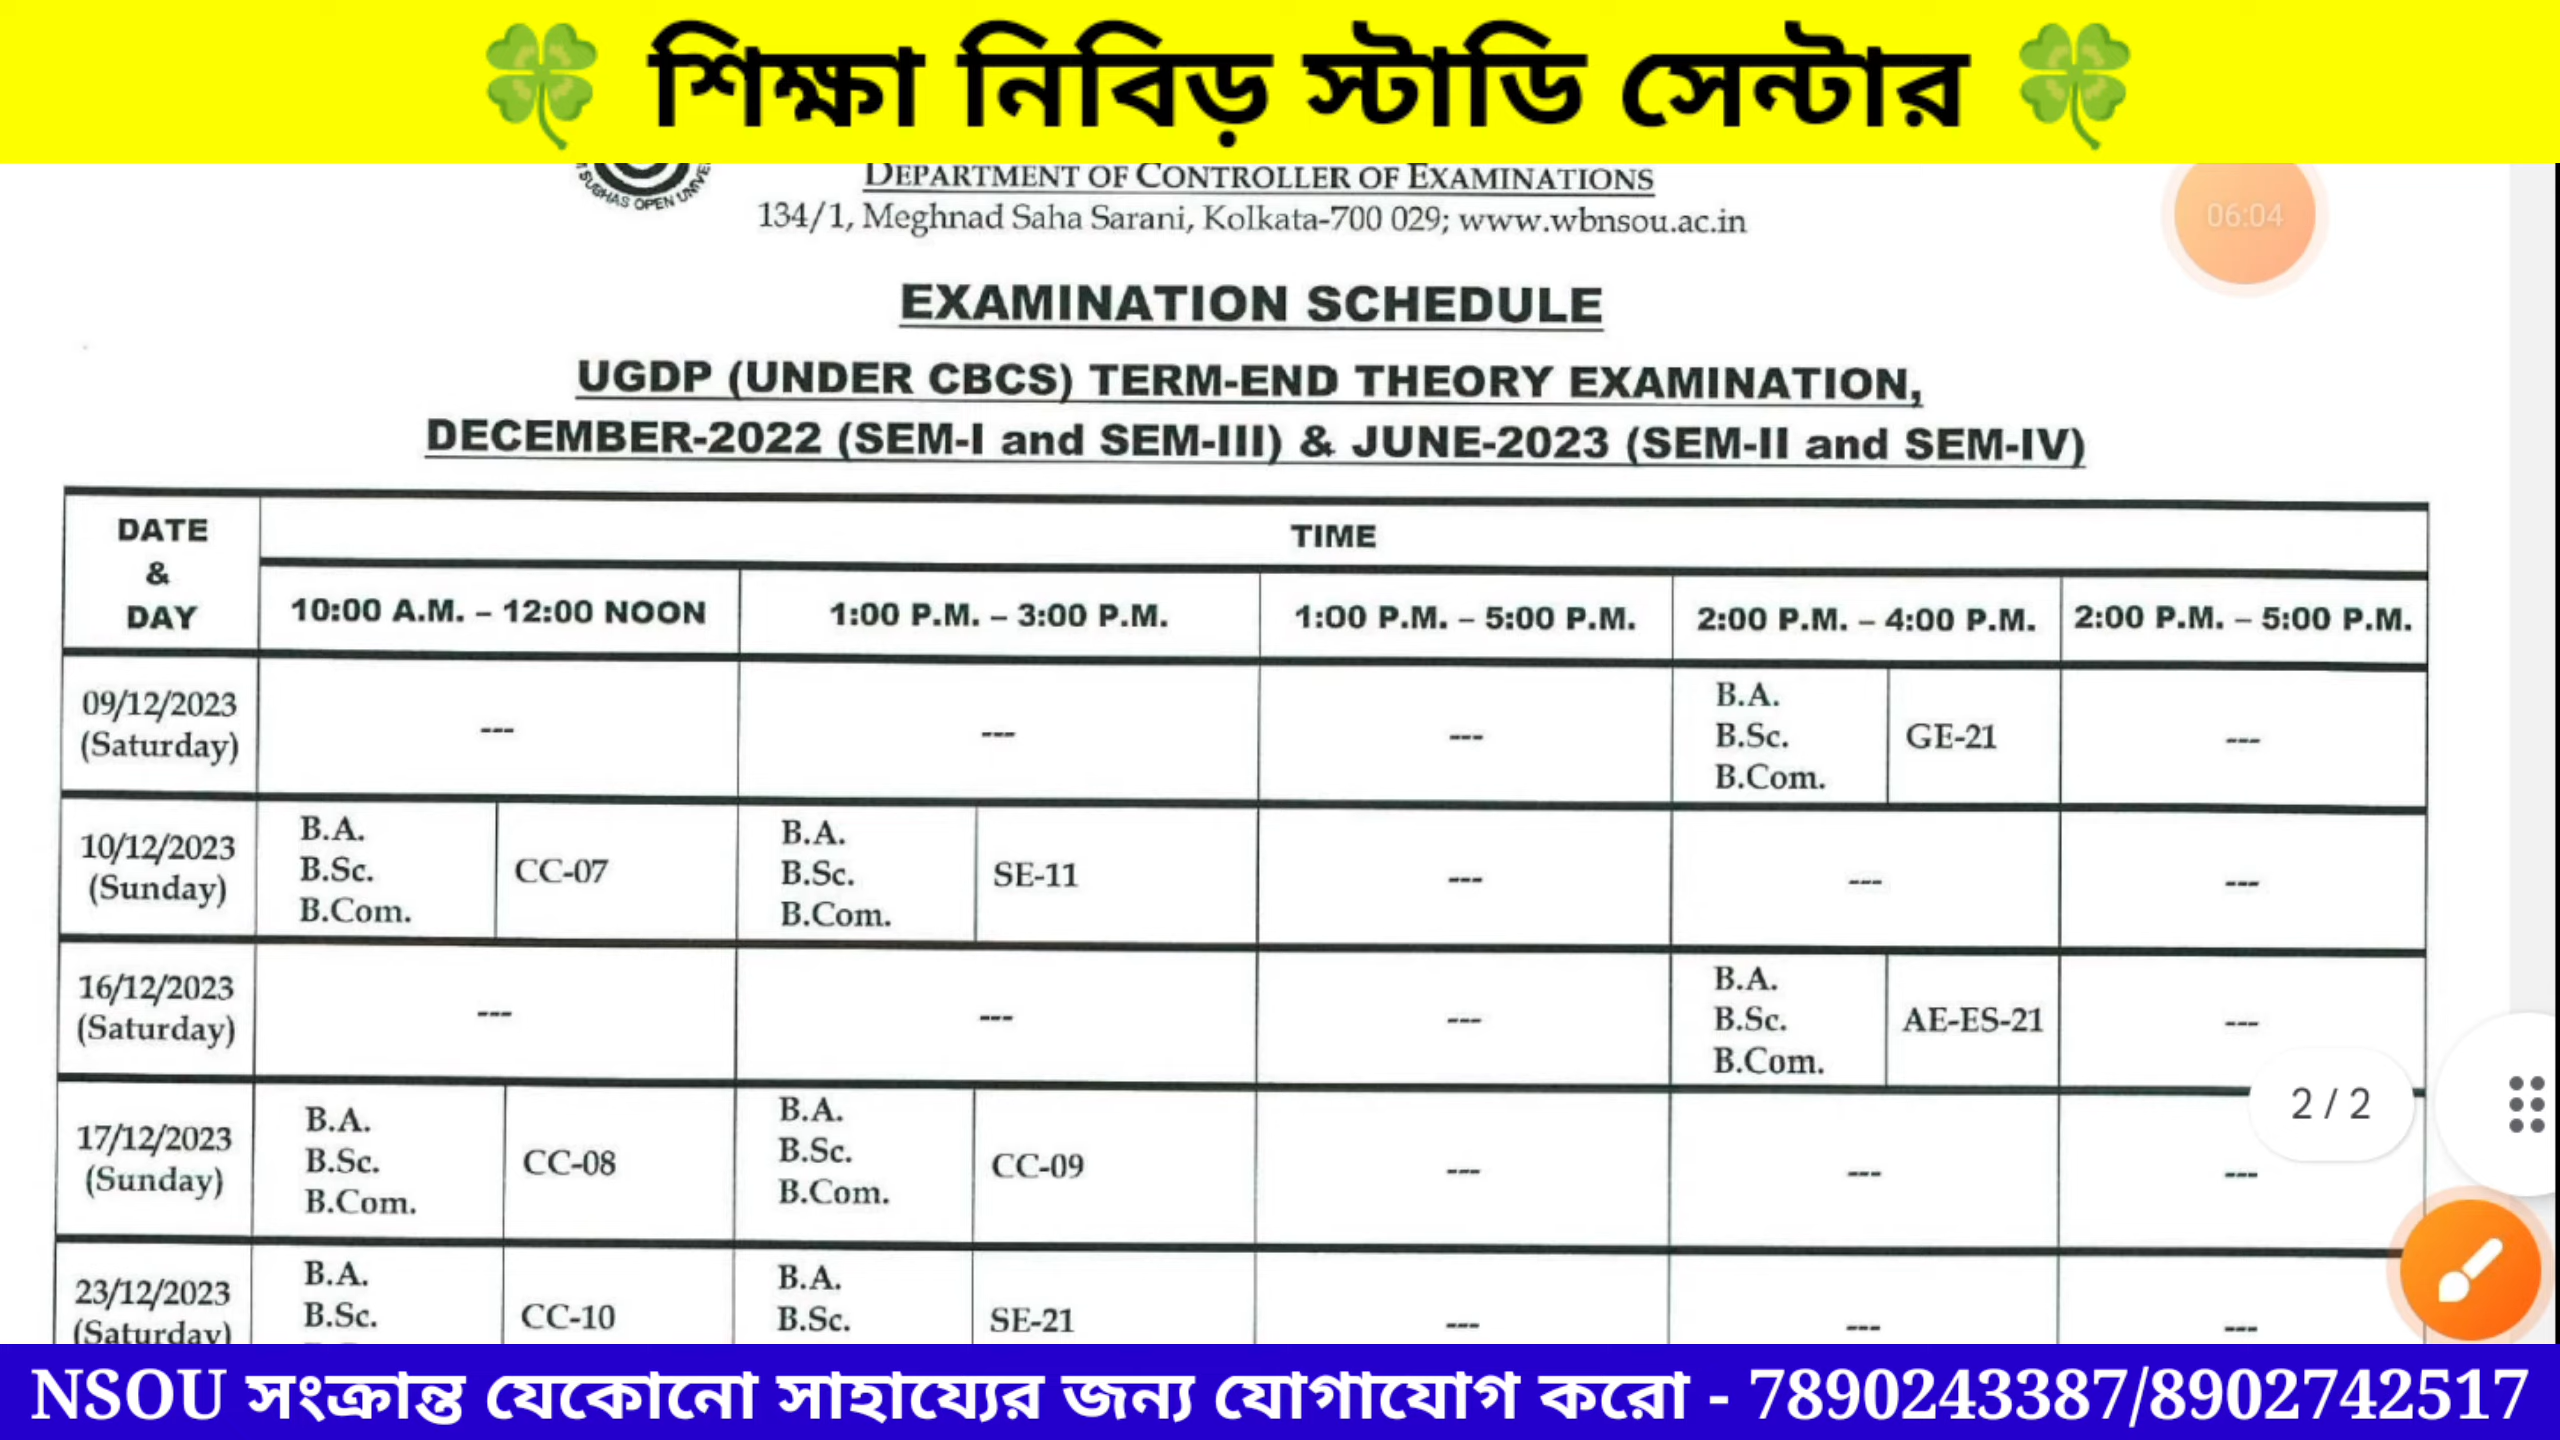 🍀 শিক্ষা নিবিড় স্টাডি সেন্টার 🍀
SUBHAS OPEN UNIVE
DEPARTMENT OF CONTROLLER OF EXAMINATIONS
134/1, Meghnad Saha Sarani, Kolkata-700 029; www.wbnsou.ac.in
06:04
EXAMINATION SCHEDULE
UGDP (UNDER CBCS) TERM-END THEORY EXAMINATION,
DECEMBER-2022 (SEM-I and SEM-III) & JUNE-2023 (SEM-II and SEM-IV)
DATE & DAY
TIME
10:00 A.M. – 12:00 NOON 1:00 P.M. – 3:00 P.M. 1:00 P.M. – 5:00 P.M. 2:00 P.M. – 4:00 P.M. 2:00 P.M. – 5:00 P.M.
09/12/2023 (Saturday) --- --- --- B.A. B.Sc. B.Com. GE-21 ---
10/12/2023 (Sunday) B.A. B.Sc. B.Com. CC-07 B.A. B.Sc. B.Com. SE-11 --- --- ---
16/12/2023 (Saturday) --- --- --- B.A. B.Sc. B.Com. AE-ES-21 ---
17/12/2023 (Sunday) B.A. B.Sc. B.Com. CC-08 B.A. B.Sc. B.Com. CC-09 --- --- ---
2 / 2
23/12/2023 (Saturday) B.A. B.Sc. CC-10 B.A. B.Sc. SE-21 --- --- ---
NSOU সংক্রান্ত যেকোনো সাহায্যের জন্য যোগাযোগ করো - 7890243387/8902742517